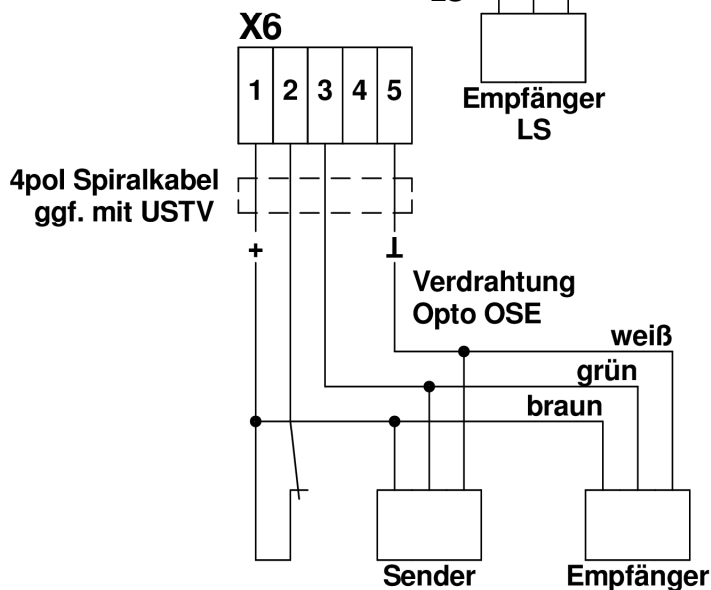 X6
1 2 3 4 5
Empfänger
LS
4pol Spiralkabel
ggf. mit USTV
+
Verdrahtung
Opto OSE
weiß
grün
braun
Sender
Empfänger